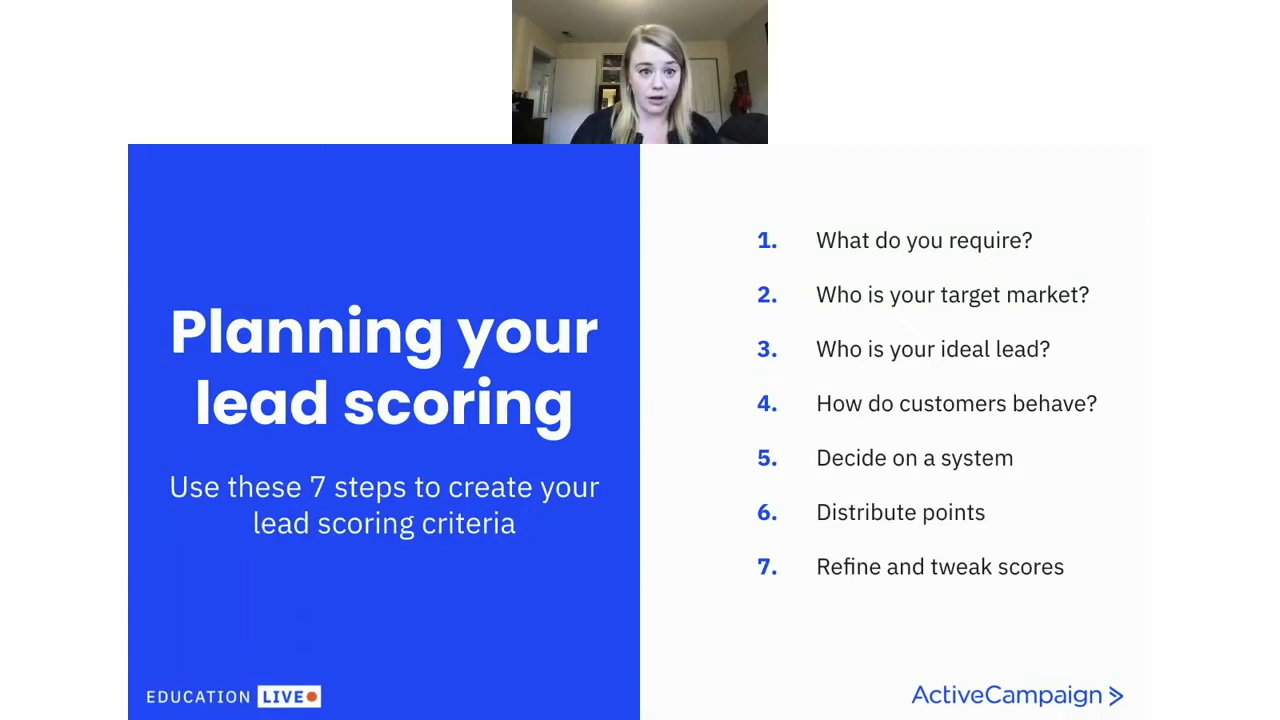 Planning your
lead scoring
Use these 7 steps to create your
lead scoring criteria
1. What do you require?
2. Who is your target market?
3. Who is your ideal lead?
4. How do customers behave?
5. Decide on a system
6. Distribute points
7. Refine and tweak scores
EDUCATION LIVE
ActiveCampaign